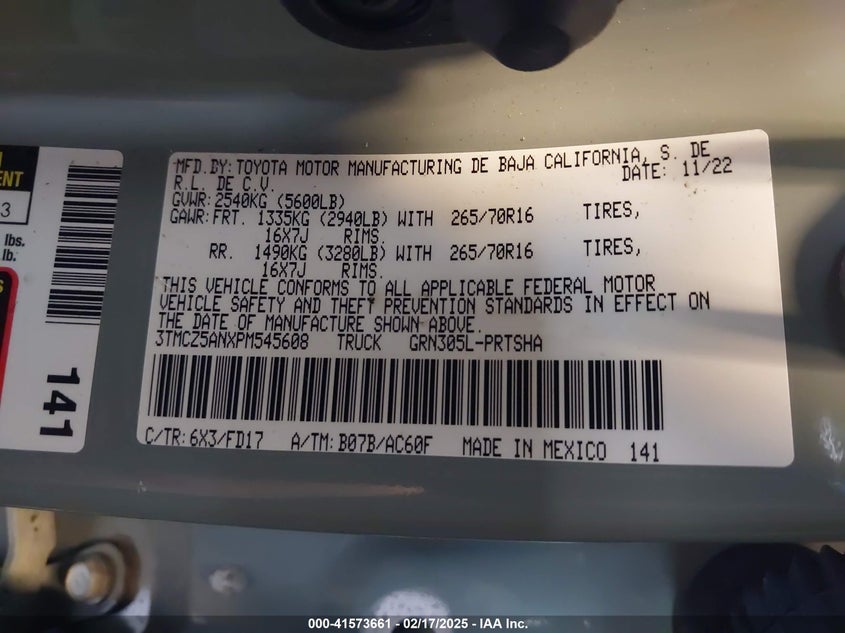 MFD.BY: TOYOTA MOTOR MANUFACTURING DE BAJA CALIFORNIA, S. DE
R.L. DE C.V. DATE: 11/22
GVWR: 2540KG (5600LB)
GAWR: FRT. 1335KG (2940LB) WITH 265/70R16 TIRES,
16X7J RIMS.
RR. 1490KG (3280LB) WITH 265/70R16 TIRES,
16X7J RIMS.
THIS VEHICLE CONFORMS TO ALL APPLICABLE FEDERAL MOTOR
VEHICLE SAFETY AND THEFT PREVENTION STANDARDS IN EFFECT ON
THE DATE OF MANUFACTURE SHOWN ABOVE.
3TMCZ5ANXPM545608 TRUCK GRN305L-PRTSHA
C/TR: 6X3/FD17 A/TM: B07B/AC60F MADE IN MEXICO 141
3
lbs.
lb.
141
000-41573661 — 02/17/2025 — IAA Inc.